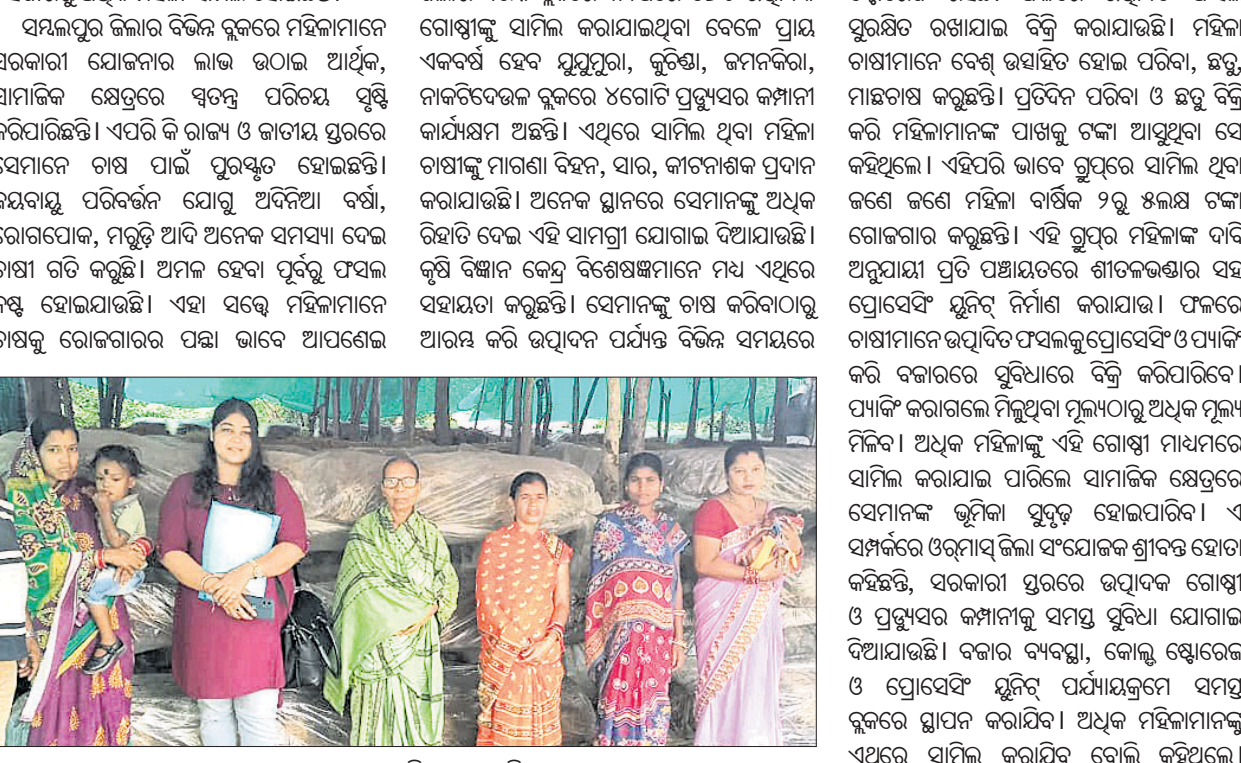 ସମ୍ବଲପୁର ଜିଲାର ବିଭିନ୍ନ ବ୍ଲକରେ ମହିଳାମାନେ
ସରକାରୀ ଯୋଜନାର ଲାଭ ଉଠାଇ ଆର୍ଥିକ,
ସାମାଜିକ କ୍ଷେତ୍ରରେ ସ୍ୱତନ୍ତ୍ର ପରିଚୟ ସୃଷ୍ଟି
କରିପାରିଛନ୍ତି। ଏପରି କି ରାଜ୍ୟ ଓ ଜାତୀୟ ସ୍ତରରେ
ସେମାନେ ଚାଷ ପାଇଁ ପୁରସ୍କୃତ ହୋଇଛନ୍ତି।
ଜୟବାୟୁ ପରିବର୍ତ୍ତନ ଯୋଗୁ ଅଦିନିଆ ବର୍ଷା,
ରୋଗପୋକ, ମରୁଡ଼ି ଆଦି ଅନେକ ସମସ୍ୟା ଦେଇ
ଚାଷୀ ଗତି କରୁଛି। ଅମଳ ହେବା ପୂର୍ବରୁ ଫସଲ
ନଷ୍ଟ ହୋଇଯାଉଛି। ଏହା ସତ୍ତ୍ୱେ ମହିଳାମାନେ
ଚାଷକୁ ରୋଜଗାରର ପନ୍ଥା ଭାବେ ଆପଣେଇ
ଗୋଷ୍ଠୀଙ୍କୁ ସାମିଲ କରାଯାଇଥିବା ବେଳେ ପ୍ରାୟ
ଏକବର୍ଷ ହେବ ଯୁଯୁମୁରା, କୁଚିଣ୍ଡା, ଜମନକିରା,
ନାକଟିଦେଉଳ ବ୍ଲକରେ ୪ଗୋଟି ପ୍ରଡ୍ୟୁସର କମ୍ପାନୀ
କାର୍ଯ୍ୟକ୍ଷମ ଅଛନ୍ତି। ଏଥିରେ ସାମିଲ ଥିବା ମହିଳା
ଚାଷୀଙ୍କୁ ମାଗଣା ବିହନ, ସାର, କୀଟନାଶକ ପ୍ରଦାନ
କରାଯାଉଛି। ଅନେକ ସ୍ଥାନରେ ସେମାନଙ୍କୁ ଅଧିକ
ରିହାତି ଦେଇ ଏହି ସାମଗ୍ରୀ ଯୋଗାଇ ଦିଆଯାଉଛି।
କୃଷି ବିଜ୍ଞାନ କେନ୍ଦ୍ର ବିଶେଷଜ୍ଞମାନେ ମଧ୍ୟ ଏଥିରେ
ସହାୟତା କରୁଛନ୍ତି। ସେମାନଙ୍କୁ ଚାଷ କରିବାଠାରୁ
ଆରମ୍ଭ କରି ଉତ୍ପାଦନ ପର୍ଯ୍ୟନ୍ତ ବିଭିନ୍ନ ସମୟରେ
ସୁରକ୍ଷିତ ରଖାଯାଇ ବିକ୍ରି କରାଯାଉଛି। ମହିଳା
ଚାଷୀମାନେ ବେଶ୍ ଉତ୍ସାହିତ ହୋଇ ପରିବା, ଛତୁ,
ମାଛଚାଷ କରୁଛନ୍ତି। ପ୍ରତିଦିନ ପରିବା ଓ ଛତୁ ବିକ୍ରି
କରି ମହିଳାମାନଙ୍କ ପାଖକୁ ଟଙ୍କା ଆସୁଥିବା ସେ
କହିଥିଲେ। ଏହିପରି ଭାବେ ଗ୍ରୁପ୍‌ରେ ସାମିଲ ଥିବା
ଜଣେ ଜଣେ ମହିଳା ବାର୍ଷିକ ୨ରୁ ୫ଲକ୍ଷ ଟଙ୍କା
ଗୋଜଗାର କରୁଛନ୍ତି। ଏହି ଗ୍ରୁପ୍‌ର ମହିଳାଙ୍କ ଦାବି
ଅନୁଯାୟୀ ପ୍ରତି ପଞ୍ଚାୟତରେ ଶୀତଳଭଣ୍ଡାର ସହ
ପ୍ରୋସେସିଂ ୟୁନିଟ୍ ନିର୍ମାଣ କରାଯାଉ। ଫଳରେ
ଚାଷୀମାନେ ଉତ୍ପାଦିତ ଫସଲକୁ ପ୍ରୋସେସିଂ ଓ ପ୍ୟାକିଂ
କରି ବଜାରରେ ସୁବିଧାରେ ବିକ୍ରି କରିପାରିବେ।
ପ୍ୟାକିଂ କରାଗଲେ ମିଳୁଥିବା ମୂଲ୍ୟଠାରୁ ଅଧିକ ମୂଲ୍ୟ
ମିଳିବ। ଅଧିକ ମହିଳାଙ୍କୁ ଏହି ଗୋଷ୍ଠୀ ମାଧ୍ୟମରେ
ସାମିଲ କରାଯାଇ ପାରିଲେ ସାମାଜିକ କ୍ଷେତ୍ରରେ
ସେମାନଙ୍କ ଭୂମିକା ସୁଦୃଢ଼ ହୋଇପାରିବ। ଏ
ସମ୍ପର୍କରେ ଓର୍‌ମାସ୍ ଜିଲା ସଂଯୋଜକ ଶ୍ରୀବନ୍ତ ହୋତା
କହିଛନ୍ତି, ସରକାରୀ ସ୍ତରରେ ଉତ୍ପାଦକ ଗୋଷ୍ଠୀ
ଓ ପ୍ରଡ୍ୟୁସର କମ୍ପାନୀକୁ ସମସ୍ତ ସୁବିଧା ଯୋଗାଇ
ଦିଆଯାଉଛି। ବଜାର ବ୍ୟବସ୍ଥା, କୋଲ୍ଡ ଷ୍ଟୋରେଜ
ଓ ପ୍ରୋସେସିଂ ୟୁନିଟ୍ ପର୍ଯ୍ୟାୟକ୍ରମେ ସମସ୍ତ
ବ୍ଲକରେ ସ୍ଥାପନ କରାଯିବ। ଅଧିକ ମହିଳାମାନଙ୍କୁ
ଏଥିରେ ସାମିଲ କରାଯିବ ବୋଲି କହିଥିଲେ।